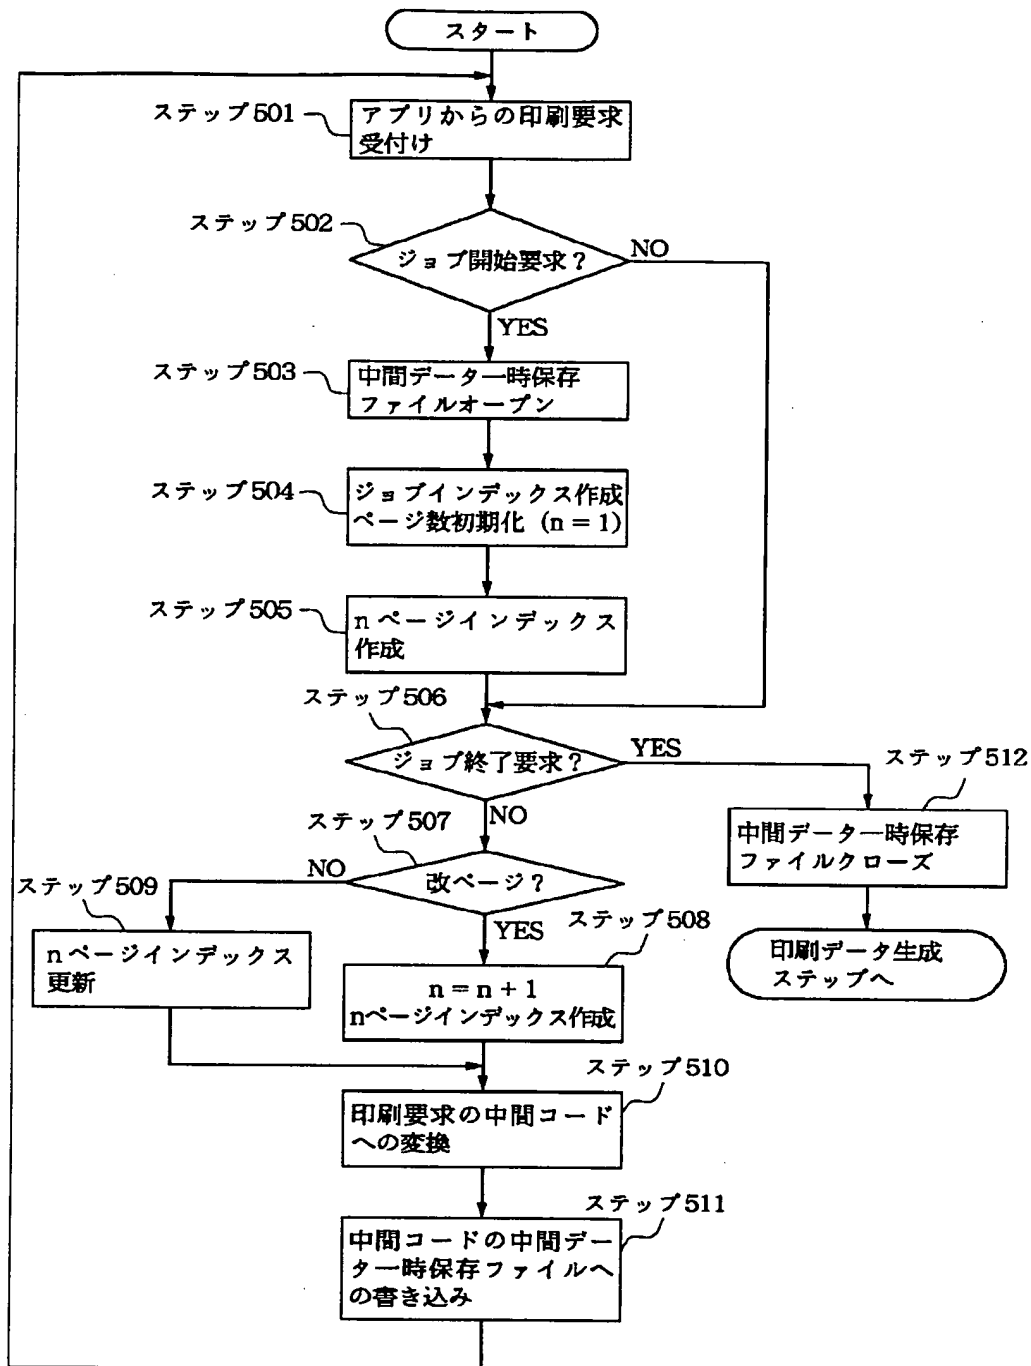 スタート
ステップ501
アプリからの印刷要求
受付け
ステップ502
ジョブ開始要求？
NO
YES
ステップ503
中間データ一時保存
ファイルオープン
ステップ504
ジョブインデックス作成
ページ数初期化 (n = 1)
ステップ505
n ページインデックス
作成
ステップ506
ジョブ終了要求？
YES
NO
ステップ512
中間データ一時保存
ファイルクローズ
ステップ507
改ページ？
NO
YES
ステップ509
n ページインデックス
更新
ステップ508
n = n + 1
nページインデックス作成
印刷データ生成
ステップへ
ステップ510
印刷要求の中間コード
への変換
ステップ511
中間コードの中間デー
タ一時保存ファイルへ
の書き込み